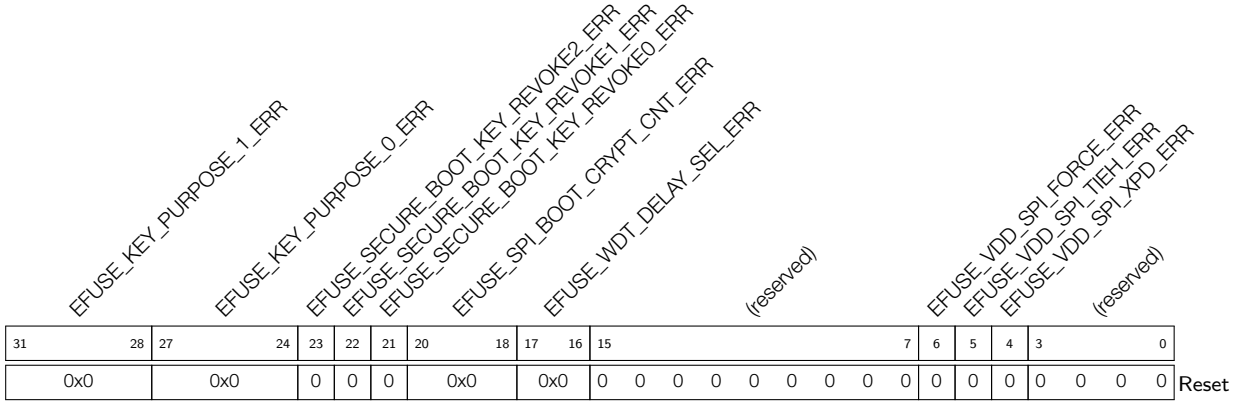 EFUSE_KEY_PURPOSE_1_ERR
EFUSE_KEY_PURPOSE_0_ERR
EFUSE_SECURE_BOOT_KEY_REVOKE2_ERR
EFUSE_SECURE_BOOT_KEY_REVOKE1_ERR
EFUSE_SECURE_BOOT_KEY_REVOKE0_ERR
EFUSE_SPI_BOOT_CRYPT_CNT_ERR
EFUSE_WDT_DELAY_SEL_ERR
(reserved)
EFUSE_VDD_SPI_FORCE_ERR
EFUSE_VDD_SPI_TIEH_ERR
EFUSE_VDD_SPI_XPD_ERR
(reserved)
31 28 27 24 23 22 21 20 18 17 16 15 7 6 5 4 3 0
0x0 0x0 0 0 0 0x0 0x0 0 0 0 0 0 0 0 0 0 0 0 0 0 0 0 0 Reset